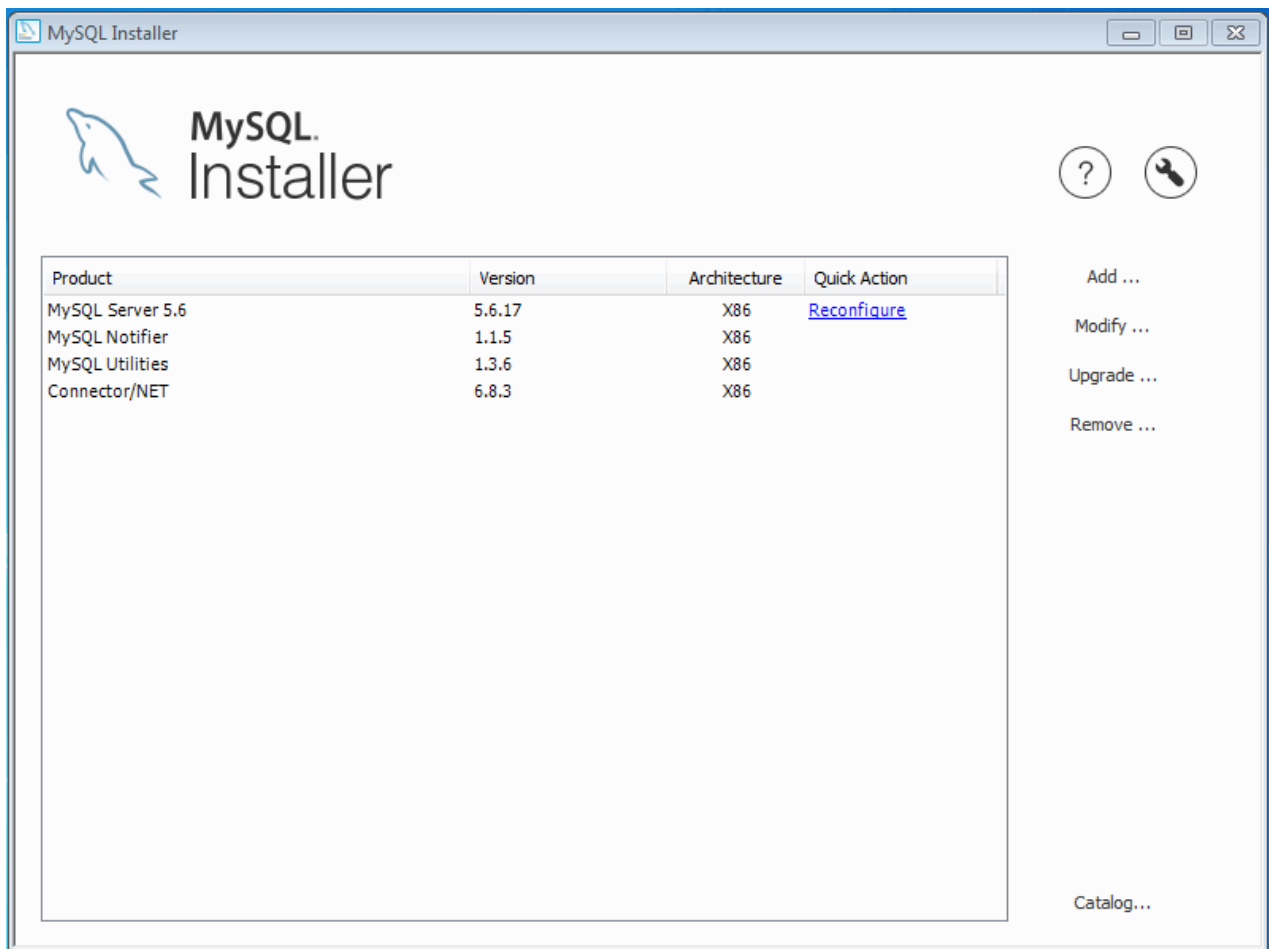 MySQL Installer
MySQL.
Installer
?
Product Version Architecture Quick Action
MySQL Server 5.6 5.6.17 X86 Reconfigure
MySQL Notifier 1.1.5 X86
MySQL Utilities 1.3.6 X86
Connector/NET 6.8.3 X86
Add ...
Modify ...
Upgrade ...
Remove ...
Catalog...